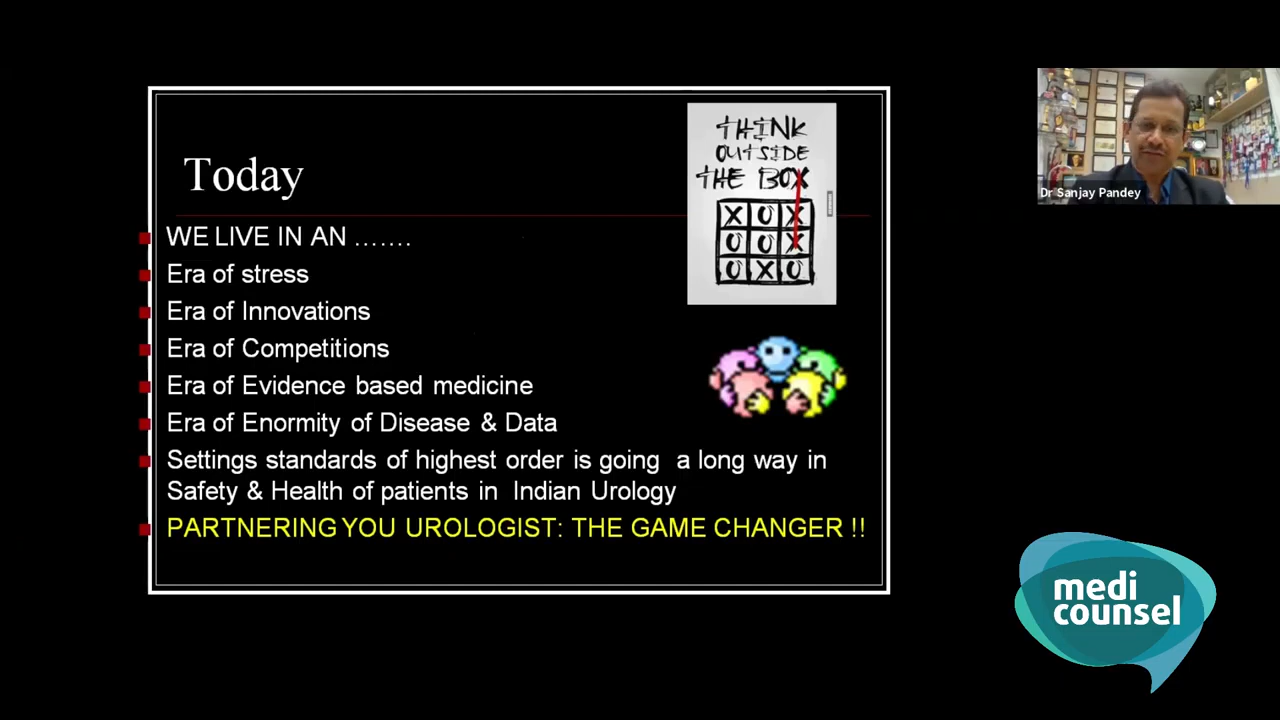 Today
WE LIVE IN AN …….
Era of stress
Era of Innovations
Era of Competitions
Era of Evidence based medicine
Era of Enormity of Disease & Data
Settings standards of highest order is going a long way in
Safety & Health of patients in Indian Urology
PARTNERING YOU UROLOGIST: THE GAME CHANGER !!
THINK
OUTSIDE
THE BOX
X O X
O O X
O X O
Dr Sanjay Pandey
medi
counsel